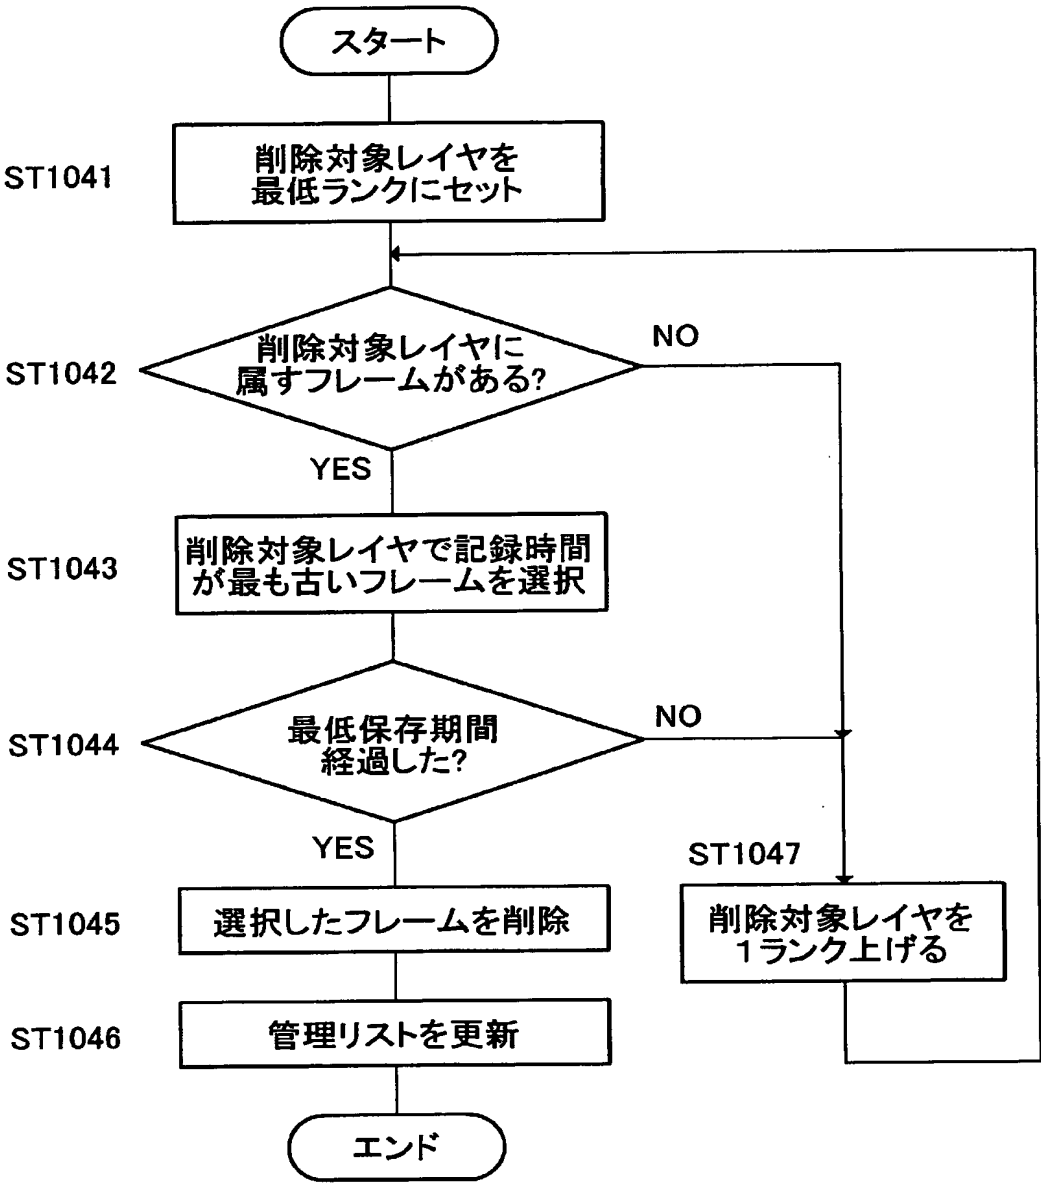 スタート
ST1041
削除対象レイヤを
最低ランクにセット
ST1042
削除対象レイヤに
属すフレームがある?
NO
YES
ST1043
削除対象レイヤで記録時間
が最も古いフレームを選択
ST1044
最低保存期間
経過した?
NO
YES
ST1045
選択したフレームを削除
ST1047
削除対象レイヤを
1ランク上げる
ST1046
管理リストを更新
エンド